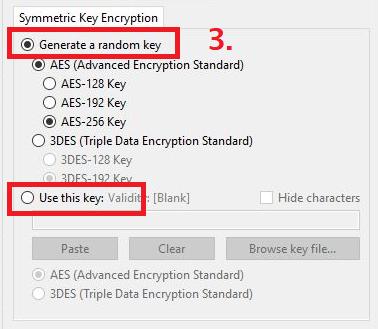 Symmetric Key Encryption
3.
Generate a random key
AES (Advanced Encryption Standard)
AES-128 Key
AES-192 Key
AES-256 Key
3DES (Triple Data Encryption Standard)
3DES-128 Key
3DES-192 Key
Use this key: Validity: [Blank] Hide characters
Paste Clear Browse key file...
AES (Advanced Encryption Standard)
3DES (Triple Data Encryption Standard)